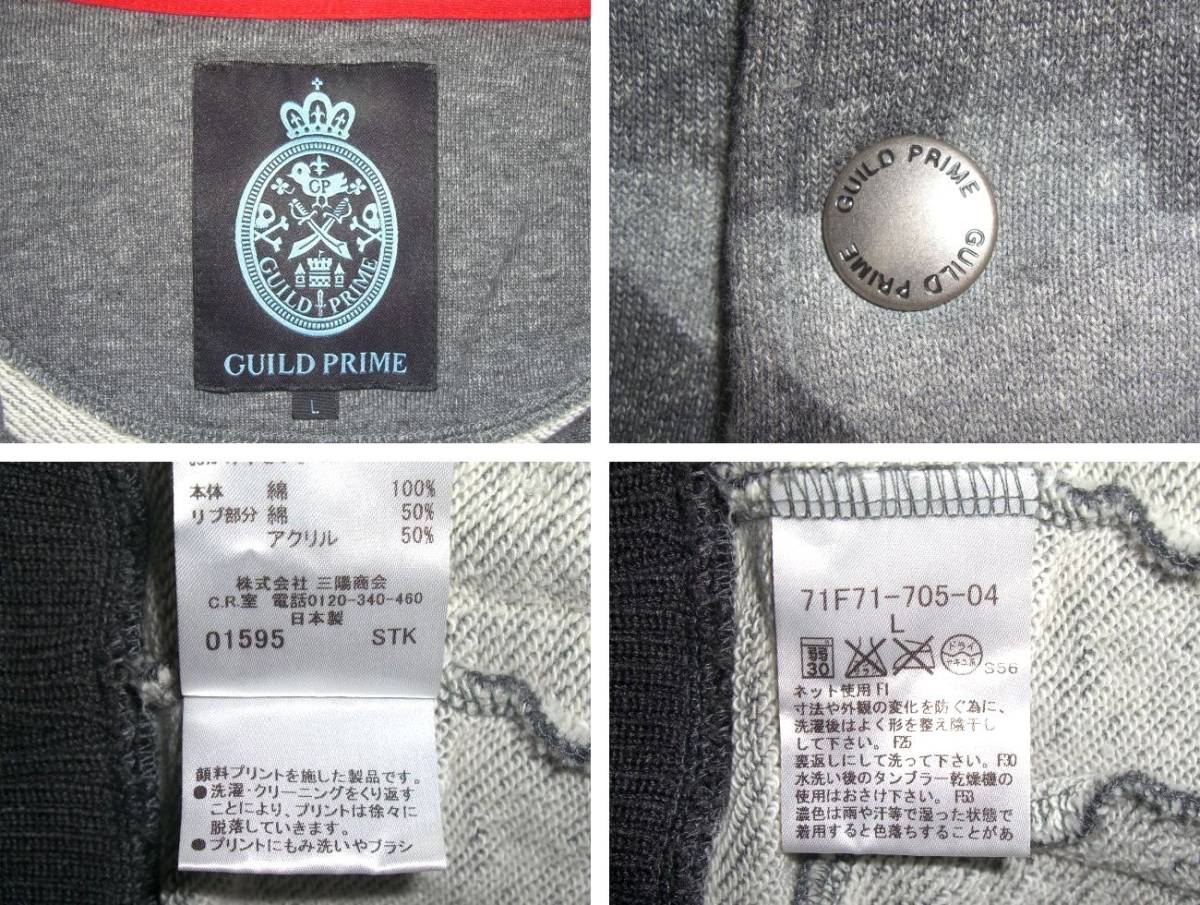 GP
GUILD PRIME
GUILD PRIME
L
GUILD PRIME
GUILD PRIME
本体 綿 100%
リブ部分 綿 50%
アクリル 50%
株式会社 三陽商会
C.R.室 電話0120-340-460
日本製
01595 STK
顔料プリントを施した製品です。
●洗濯・クリーニングをくり返す
ことにより、プリントは徐々に
脱落していきます。
●プリントにもみ洗いやブラシ
71F71-705-04
L
弱
30
ドライ
セキユ系
S56
ネット使用 F1
寸法や外観の変化を防ぐ為に、
洗濯後はよく形を整え陰干し
して下さい。 F25
裏返しにして洗って下さい。F30
水洗い後のタンブラー乾燥機の
使用はおさけ下さい。 F53
濃色は雨や汗等で湿った状態で
着用すると色落ちすることがあ